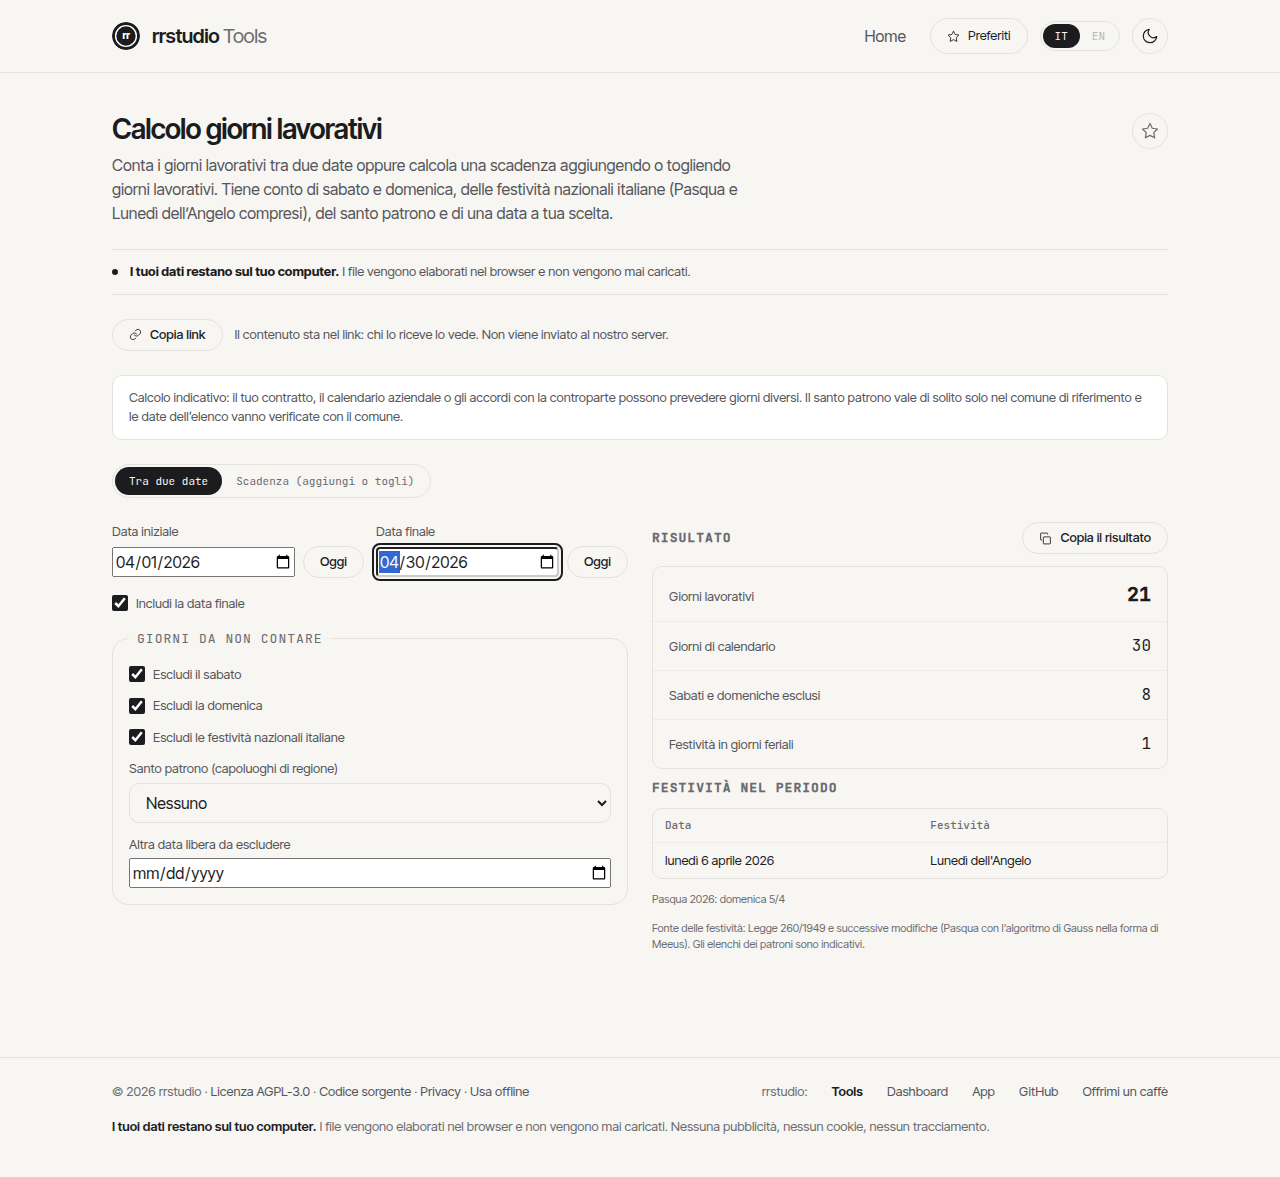 rr
rrstudio Tools
Home
Preferiti
IT
EN
Calcolo giorni lavorativi
Conta i giorni lavorativi tra due date oppure calcola una scadenza aggiungendo o togliendo
giorni lavorativi. Tiene conto di sabato e domenica, delle festività nazionali italiane (Pasqua e
Lunedì dell’Angelo compresi), del santo patrono e di una data a tua scelta.
I tuoi dati restano sul tuo computer. I file vengono elaborati nel browser e non vengono mai caricati.
Copia link
Il contenuto sta nel link: chi lo riceve lo vede. Non viene inviato al nostro server.
Calcolo indicativo: il tuo contratto, il calendario aziendale o gli accordi con la controparte possono prevedere giorni diversi. Il santo patrono vale di solito solo nel comune di riferimento e
le date dell’elenco vanno verificate con il comune.
Tra due date
Scadenza (aggiungi o togli)
Data iniziale
04/01/2026
Oggi
Data finale
04/30/2026
Oggi
Includi la data finale
GIORNI DA NON CONTARE
Escludi il sabato
Escludi la domenica
Escludi le festività nazionali italiane
Santo patrono (capoluoghi di regione)
Nessuno
Altra data libera da escludere
mm/dd/yyyy
RISULTATO
Copia il risultato
Giorni lavorativi 21
Giorni di calendario 30
Sabati e domeniche esclusi 8
Festività in giorni feriali 1
FESTIVITÀ NEL PERIODO
Data Festività
lunedì 6 aprile 2026 Lunedì dell'Angelo
Pasqua 2026: domenica 5/4
Fonte delle festività: Legge 260/1949 e successive modifiche (Pasqua con l’algoritmo di Gauss nella forma di
Meeus). Gli elenchi dei patroni sono indicativi.
© 2026 rrstudio · Licenza AGPL-3.0 · Codice sorgente · Privacy · Usa offline
rrstudio: Tools Dashboard App GitHub Offrimi un caffè
I tuoi dati restano sul tuo computer. I file vengono elaborati nel browser e non vengono mai caricati. Nessuna pubblicità, nessun cookie, nessun tracciamento.